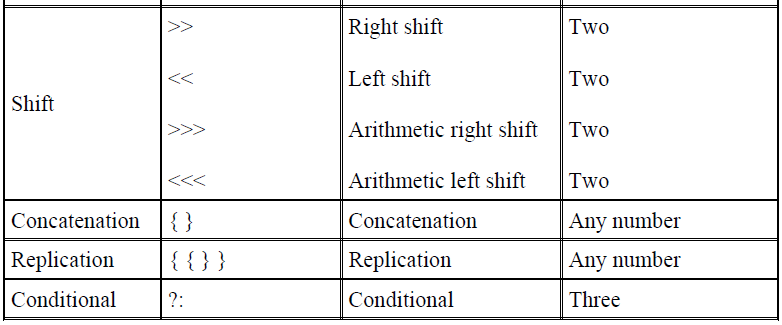 >> Right shift Two
<< Left shift Two
Shift
>>> Arithmetic right shift Two
<<< Arithmetic left shift Two
Concatenation { } Concatenation Any number
Replication { { } } Replication Any number
Conditional ?: Conditional Three